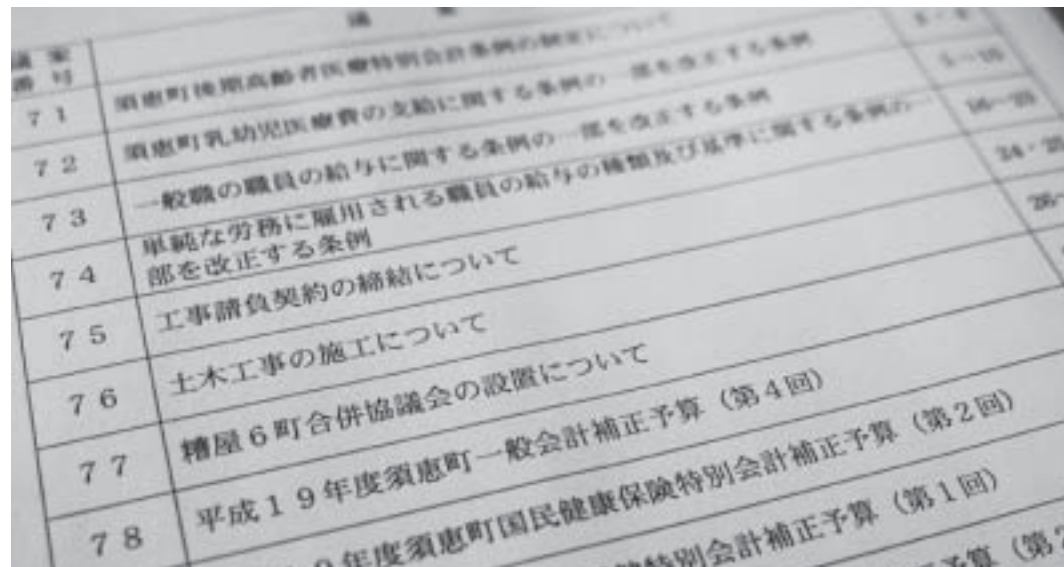 議案
議案
番号
71 須恵町後期高齢者医療特別会計条例の制定について
72 須恵町乳幼児医療費の支給に関する条例の一部を改正する条例
73 一般職の職員の給与に関する条例の一部を改正する条例
74 単純な労務に雇用される職員の給与の種類及び基準に関する条例の一
部を改正する条例
75 工事請負契約の締結について
76 土木工事の施工について
77 糟屋6町合併協議会の設置について
78 平成19年度須恵町一般会計補正予算(第4回)
9年度須恵町国民健康保険特別会計補正予算(第2回)
特別会計補正予算(第1回)
予算(第2